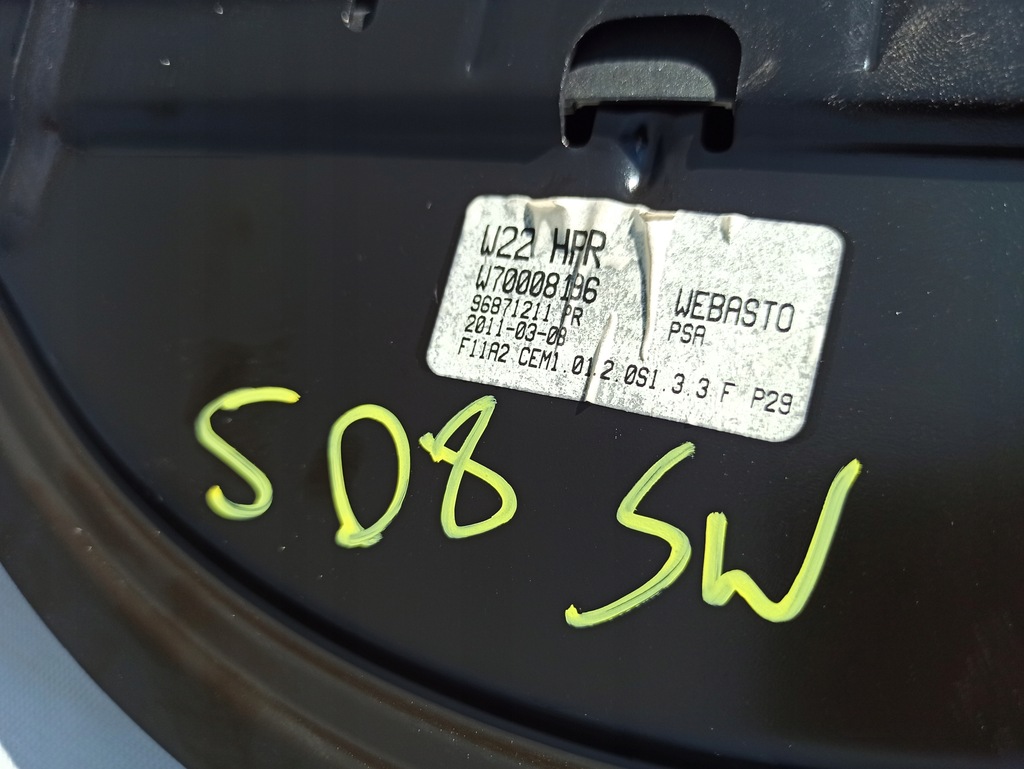 W22 HPR
W70008196
WEBASTO
96871211 PR
PSA
2011-03-08
F11A2 CEM1.01.2.0S1.3.3 F P29
508 SW